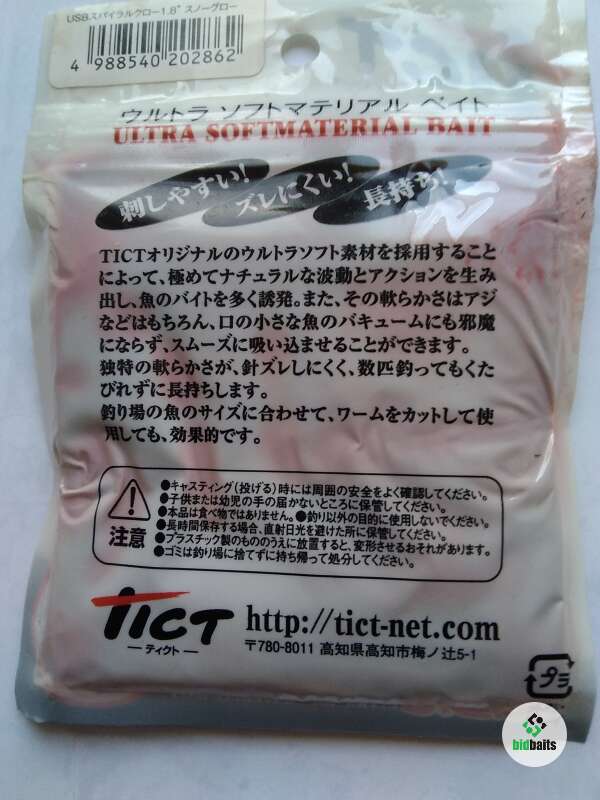 USBスパイラルクロー1.8" スノーグロー
4 988540 202862
ウルトラ ソフトマテリアル ベイト
ULTRA SOFTMATERIAL BAIT
刺しやすい! ズレにくい! 長持ち!
TICTオリジナルのウルトラソフト素材を採用すること
によって、極めてナチュラルな波動とアクションを生み
出し、魚のバイトを多く誘発。また、その軟らかさはアジ
などはもちろん、口の小さな魚のバキュームにも邪魔
にならず、スムーズに吸い込ませることができます。
独特の軟らかさが、針ズレしにくく、数匹釣ってもくた
びれずに長持ちします。
釣り場の魚のサイズに合わせて、ワームをカットして使
用しても、効果的です。
●キャスティング(投げる)時には周囲の安全をよく確認してください。
●子供または幼児の手の届かないところに保管してください。
●本品は食べ物ではありません。●釣り以外の目的に使用しないでください。
●長時間保存する場合、直射日光を避けた所に保管してください。
●プラスチック製のもののうえに放置すると、変形させるおそれがあります。
●ゴミは釣り場に捨てずに持ち帰って処分してください。
注意
TICT
ティクト
http://tict-net.com
〒780-8011 高知県高知市梅ノ辻5-1
プラ
bidbaits